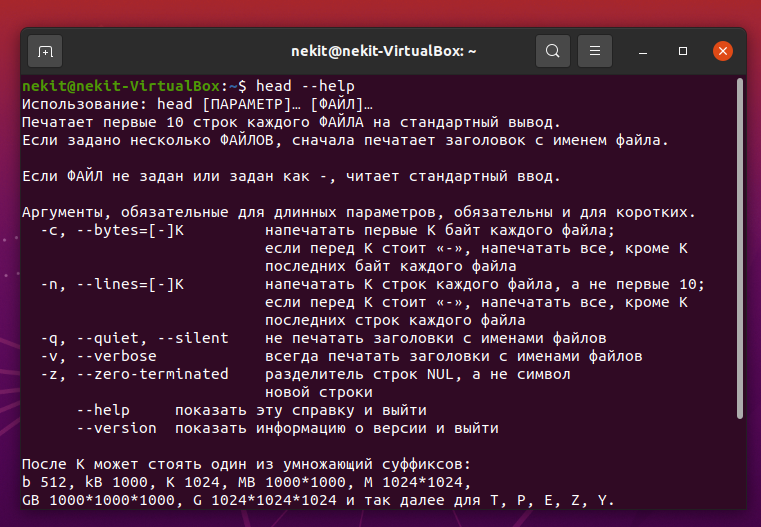 nekit@nekit-VirtualBox: ~
nekit@nekit-VirtualBox:~$ head --help
Использование: head [ПАРАМЕТР]… [ФАЙЛ]…
Печатает первые 10 строк каждого ФАЙЛА на стандартный вывод.
Если задано несколько ФАЙЛОВ, сначала печатает заголовок с именем файла.
Если ФАЙЛ не задан или задан как -, читает стандартный ввод.
Аргументы, обязательные для длинных параметров, обязательны и для коротких.
-c, --bytes=[-]K напечатать первые K байт каждого файла;
если перед K стоит «-», напечатать все, кроме K
последних байт каждого файла
-n, --lines=[-]K напечатать K строк каждого файла, а не первые 10;
если перед K стоит «-», напечатать все, кроме K
последних строк каждого файла
-q, --quiet, --silent не печатать заголовки с именами файлов
-v, --verbose всегда печатать заголовки с именами файлов
-z, --zero-terminated разделитель строк NUL, а не символ
новой строки
--help показать эту справку и выйти
--version показать информацию о версии и выйти
После K может стоять один из умножающий суффиксов:
b 512, kB 1000, K 1024, MB 1000*1000, M 1024*1024,
GB 1000*1000*1000, G 1024*1024*1024 и так далее для T, P, E, Z, Y.